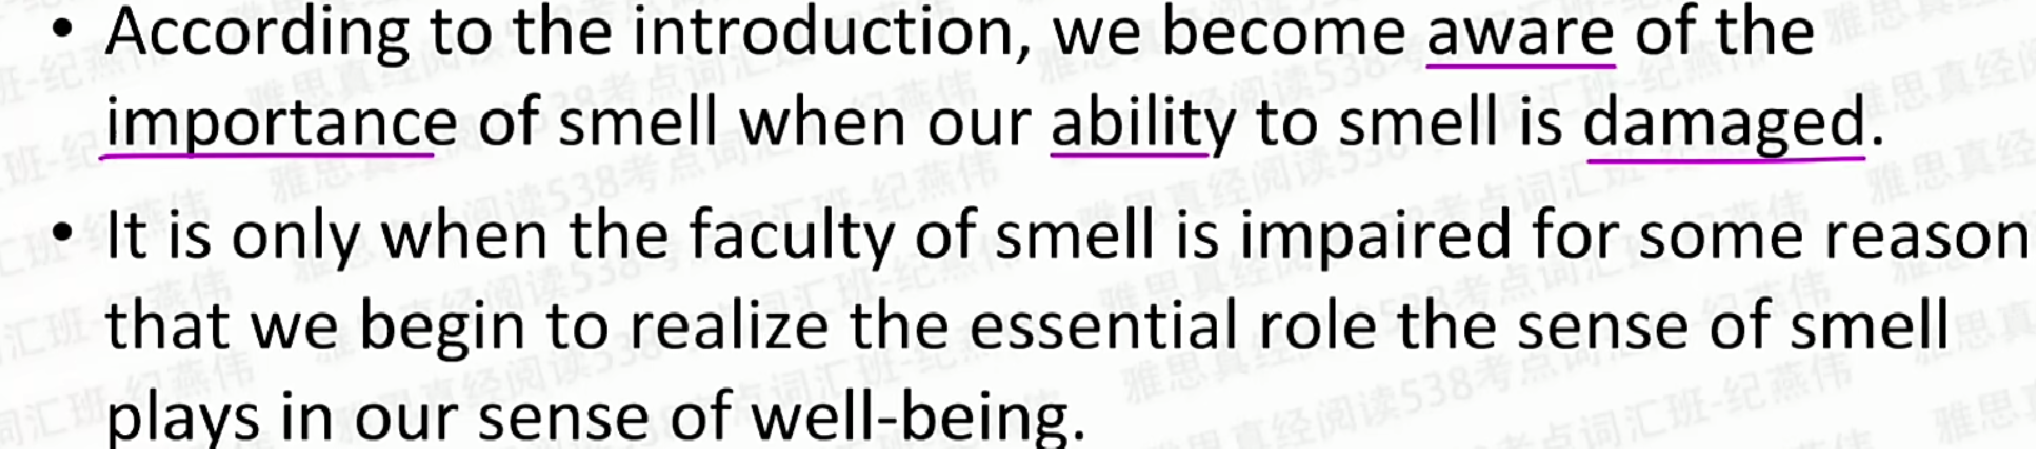 • According to the introduction, we become aware of the
importance of smell when our ability to smell is damaged.
• It is only when the faculty of smell is impaired for some reason
that we begin to realize the essential role the sense of smell
plays in our sense of well-being.
雅思真经阅读538考点词汇班-纪燕伟